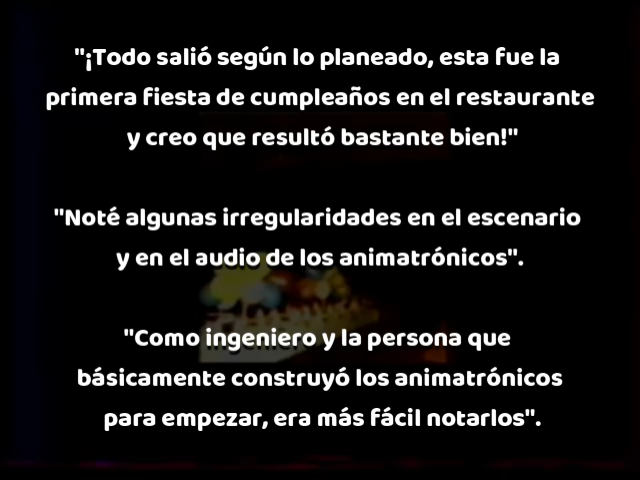 "¡Todo salió según lo planeado, esta fue la
primera fiesta de cumpleaños en el restaurante
y creo que resultó bastante bien!"
"Noté algunas irregularidades en el escenario
y en el audio de los animatrónicos".
"Como ingeniero y la persona que
básicamente construyó los animatrónicos
para empezar, era más fácil notarlos".